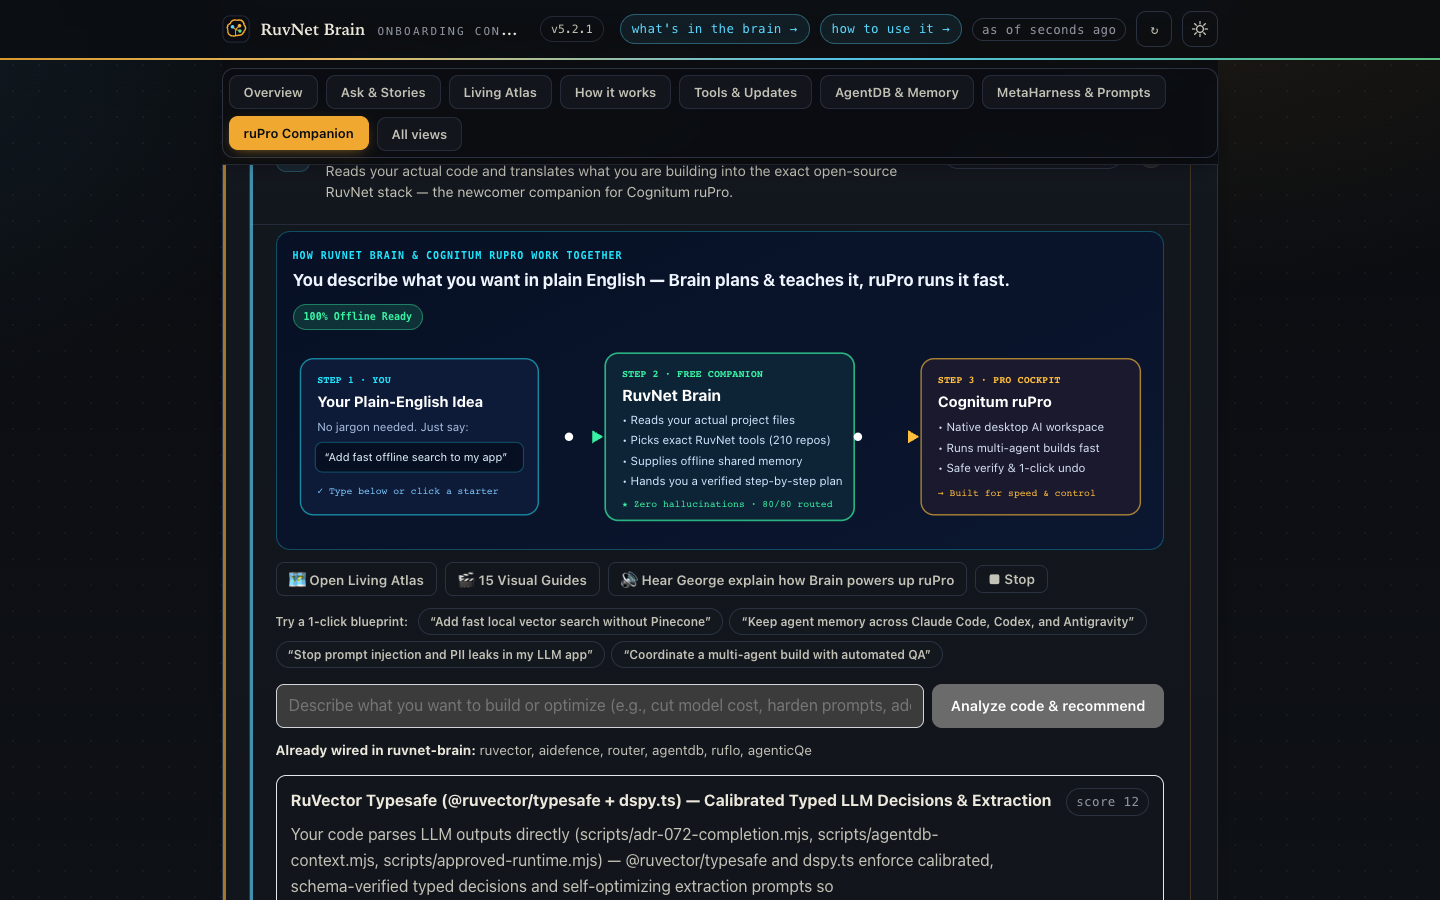 RuvNet Brain ONBOARDING CON... v5.2.1 what's in the brain → how to use it → as of seconds ago ↻
Overview Ask & Stories Living Atlas How it works Tools & Updates AgentDB & Memory MetaHarness & Prompts
ruPro Companion All views
Reads your actual code and translates what you are building into the exact open-source
RuvNet stack — the newcomer companion for Cognitum ruPro.
HOW RUVNET BRAIN & COGNITUM RUPRO WORK TOGETHER
You describe what you want in plain English — Brain plans & teaches it, ruPro runs it fast.
100% Offline Ready
STEP 1 · YOU
Your Plain-English Idea
No jargon needed. Just say:
“Add fast offline search to my app”
✓ Type below or click a starter
STEP 2 · FREE COMPANION
RuvNet Brain
• Reads your actual project files
• Picks exact RuvNet tools (210 repos)
• Supplies offline shared memory
• Hands you a verified step-by-step plan
★ Zero hallucinations · 80/80 routed
STEP 3 · PRO COCKPIT
Cognitum ruPro
• Native desktop AI workspace
• Runs multi-agent builds fast
• Safe verify & 1-click undo
→ Built for speed & control
🗺️ Open Living Atlas 🎬 15 Visual Guides 🔊 Hear George explain how Brain powers up ruPro ⏹ Stop
Try a 1-click blueprint: “Add fast local vector search without Pinecone” “Keep agent memory across Claude Code, Codex, and Antigravity”
“Stop prompt injection and PII leaks in my LLM app” “Coordinate a multi-agent build with automated QA”
Describe what you want to build or optimize (e.g., cut model cost, harden prompts, ad Analyze code & recommend
Already wired in ruvnet-brain: ruvector, aidefence, router, agentdb, ruflo, agenticQe
RuVector Typesafe (@ruvector/typesafe + dspy.ts) — Calibrated Typed LLM Decisions & Extraction score 12
Your code parses LLM outputs directly (scripts/adr-072-completion.mjs, scripts/agentdb-
context.mjs, scripts/approved-runtime.mjs) — @ruvector/typesafe and dspy.ts enforce calibrated,
schema-verified typed decisions and self-optimizing extraction prompts so